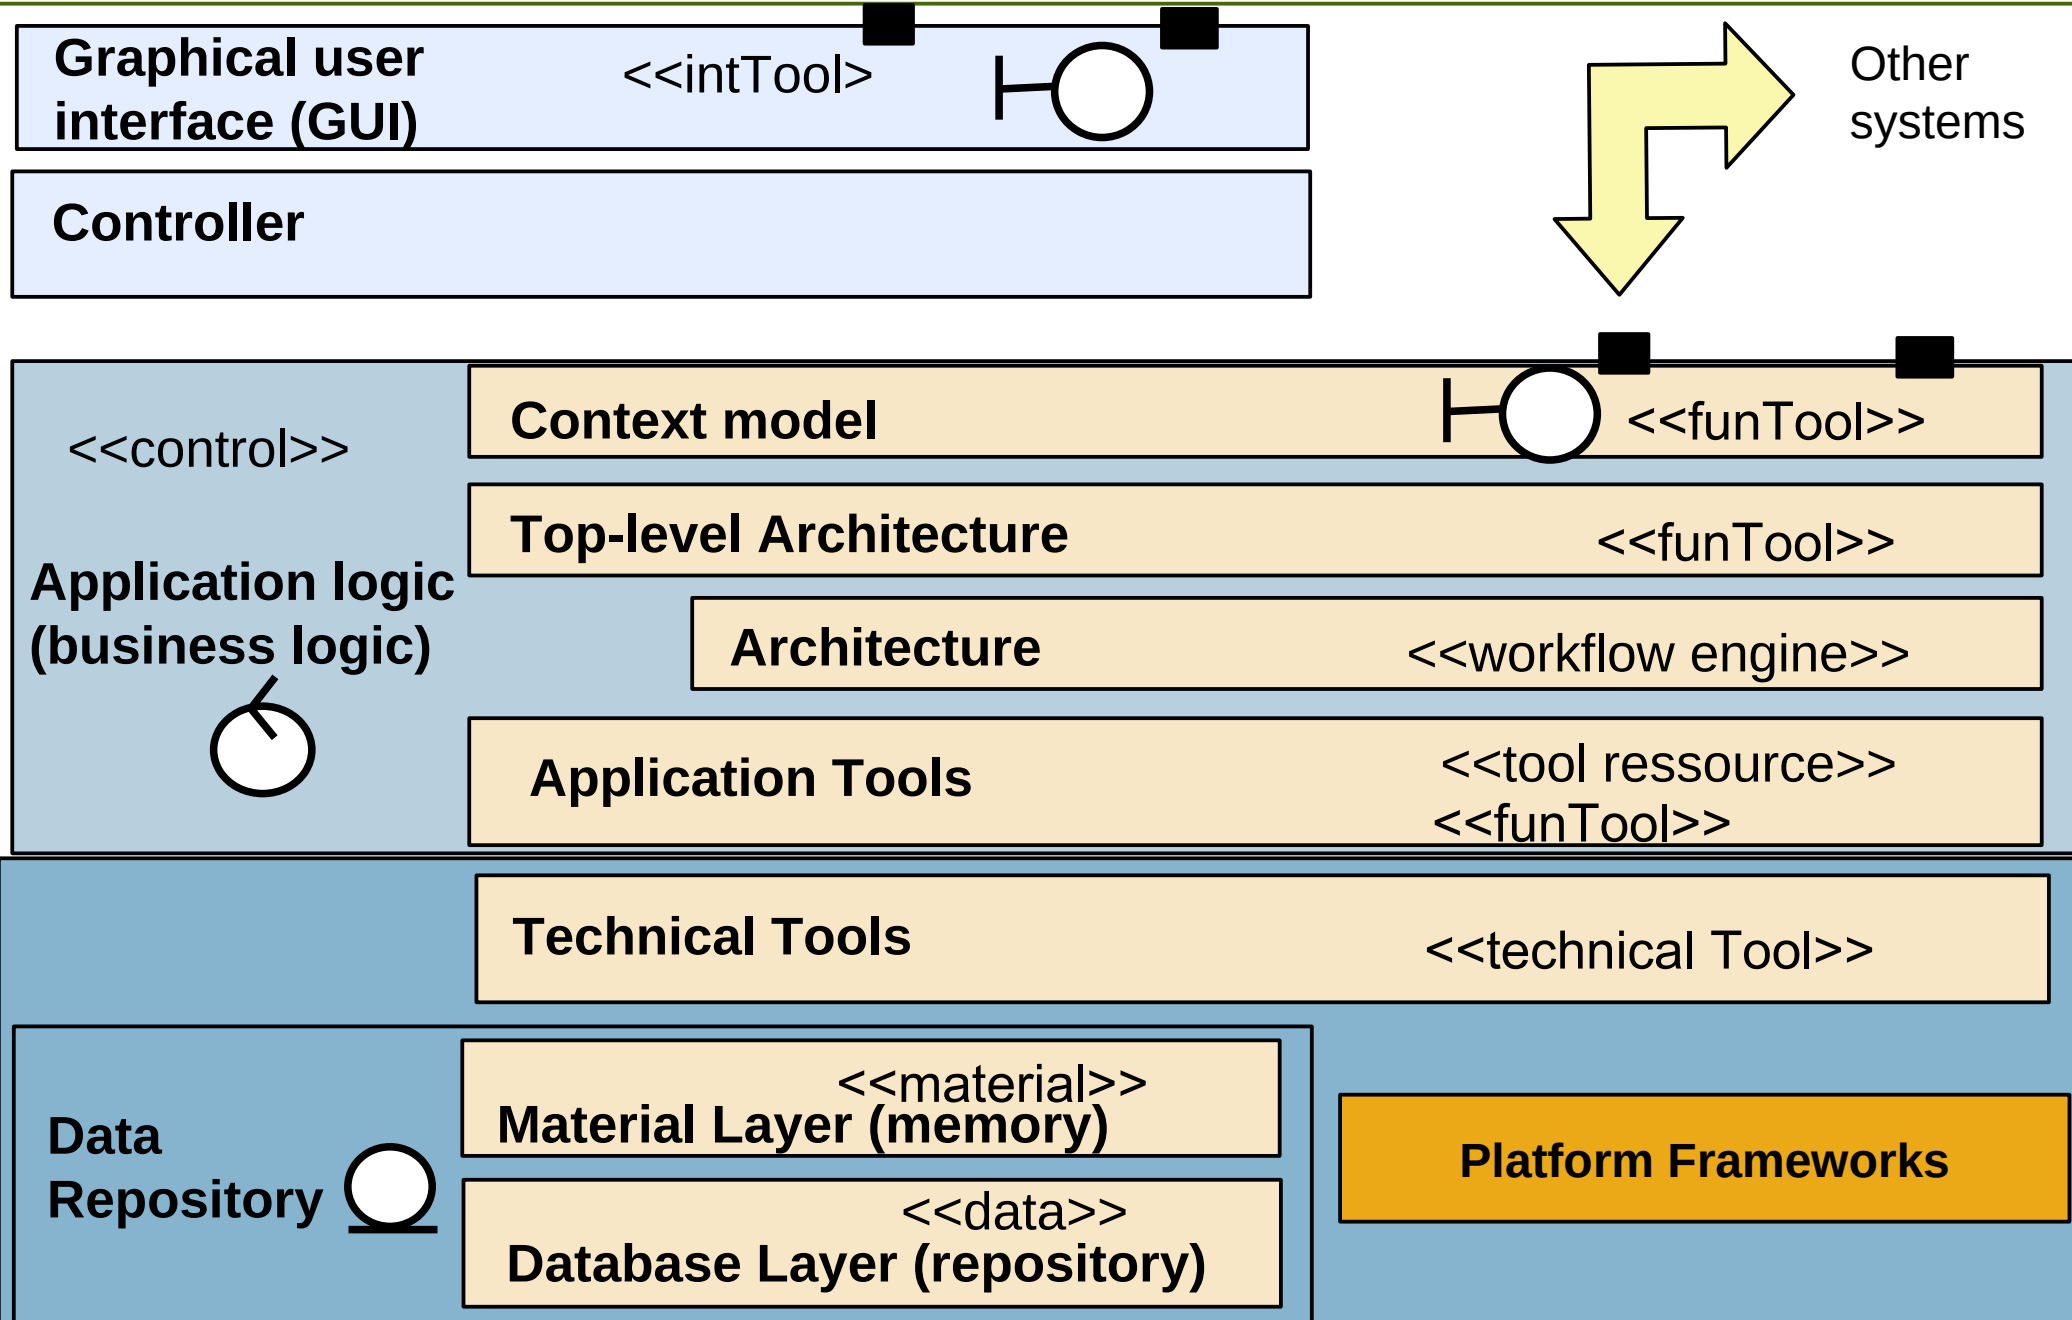 Graphical user
interface (GUI)
<<intTool>
Other
systems
Controller
<<control>>
Context model
<<funTool>>
Top-level Architecture
<<funTool>>
Application logic
(business logic)
Architecture
<<workflow engine>>
Application Tools
<<tool ressource>>
<<funTool>>
Technical Tools
<<technical Tool>>
<<material>>
Material Layer (memory)
Data
Repository
Platform Frameworks
<<data>>
Database Layer (repository)